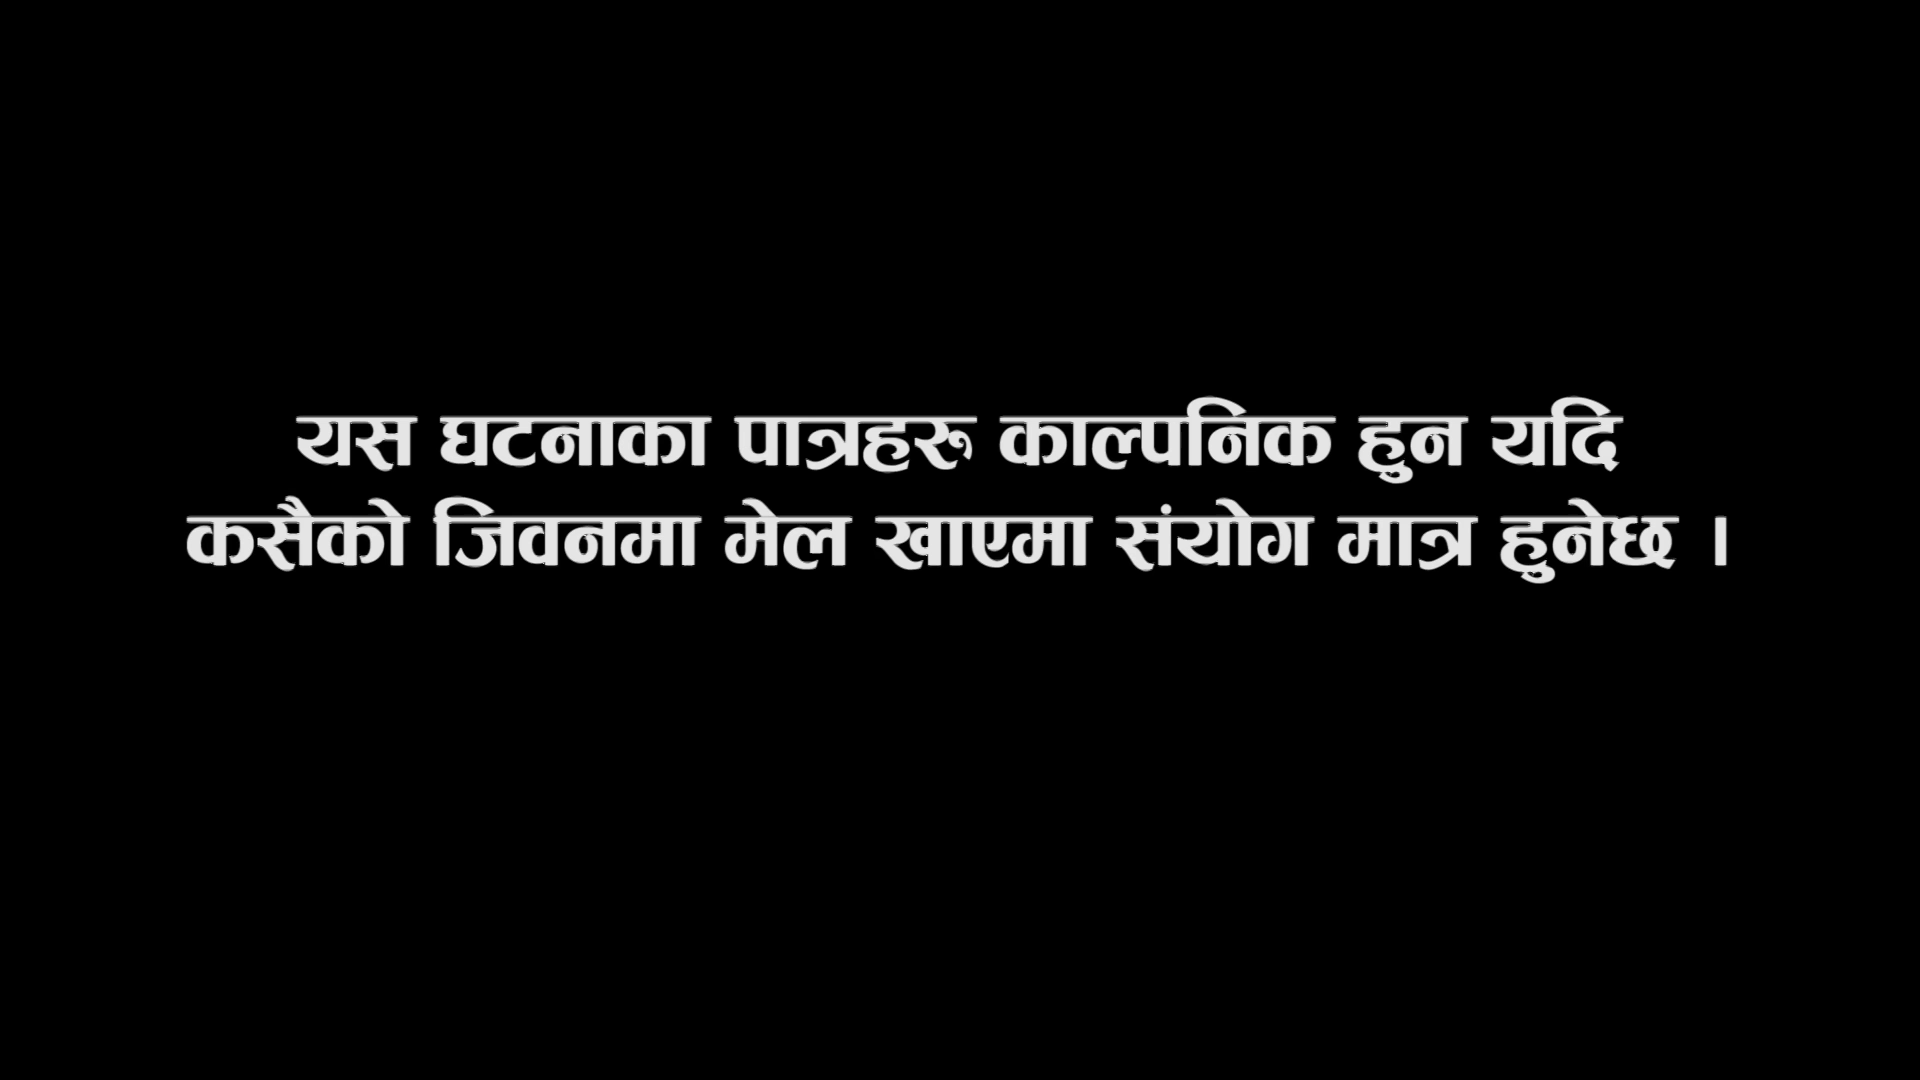 यस घटनाका पात्रहरु काल्पनिक हुन यदि
कसैको जिवनमा मेल खाएमा संयोग मात्र हुनेछ ।